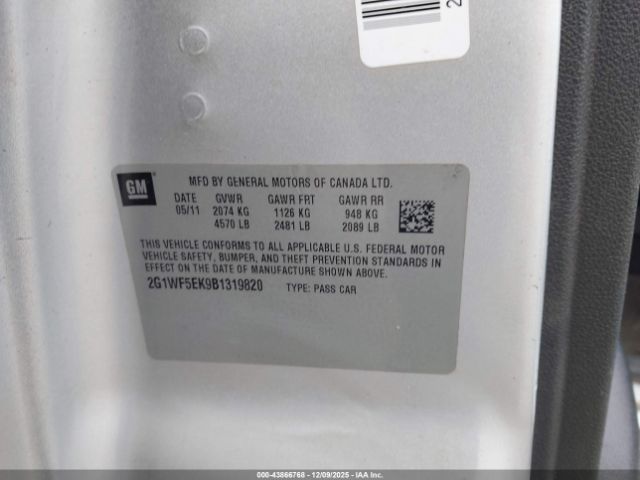 2
GM
MFD BY GENERAL MOTORS OF CANADA LTD.
DATE GVWR GAWR FRT GAWR RR
05/11 2074 KG 1126 KG 948 KG
4570 LB 2481 LB 2089 LB
THIS VEHICLE CONFORMS TO ALL APPLICABLE U.S. FEDERAL MOTOR
VEHICLE SAFETY, BUMPER, AND THEFT PREVENTION STANDARDS
IN EFFECT ON THE DATE OF MANUFACTURE SHOWN ABOVE.
2G1WF5EK9B1319820 TYPE: PASS CAR
000-43866768 | 12/09/2025 - IAA, Inc.